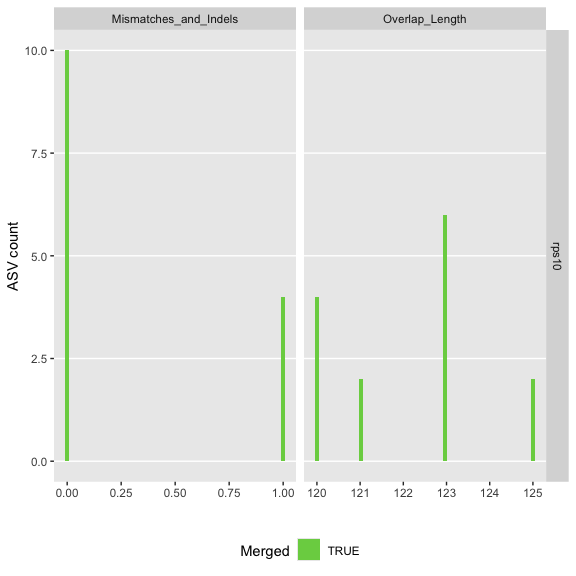 Mismatches_and_Indels
Overlap_Length
10.0
7.5
5.0
2.5
0.0
ASV count
rps10
0.00 0.25 0.50 0.75 1.00
120 121 122 123 124 125
Merged TRUE